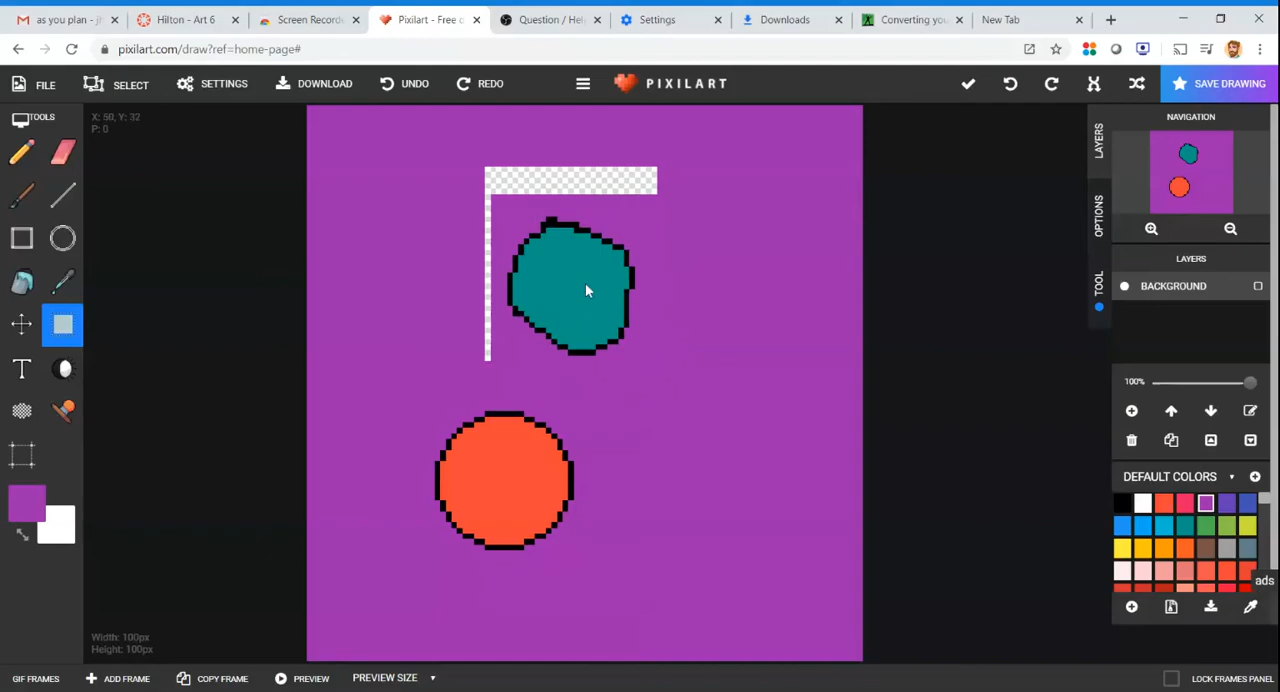 as you plan - jh
Hilton - Art 6
Screen Recorde
Pixilart - Free o
Question / Hel
Settings
Downloads
Converting you
New Tab
pixilart.com/draw?ref=home-page#
FILE SELECT SETTINGS DOWNLOAD UNDO REDO PIXILART SAVE DRAWING
TOOLS
X: 50, Y: 32
P: 0
LAYERS
OPTIONS
TOOL
NAVIGATION
LAYERS
BACKGROUND
100%
DEFAULT COLORS
ads
T
Width: 100px
Height: 100px
GIF FRAMES ADD FRAME COPY FRAME PREVIEW PREVIEW SIZE LOCK FRAMES PANEL